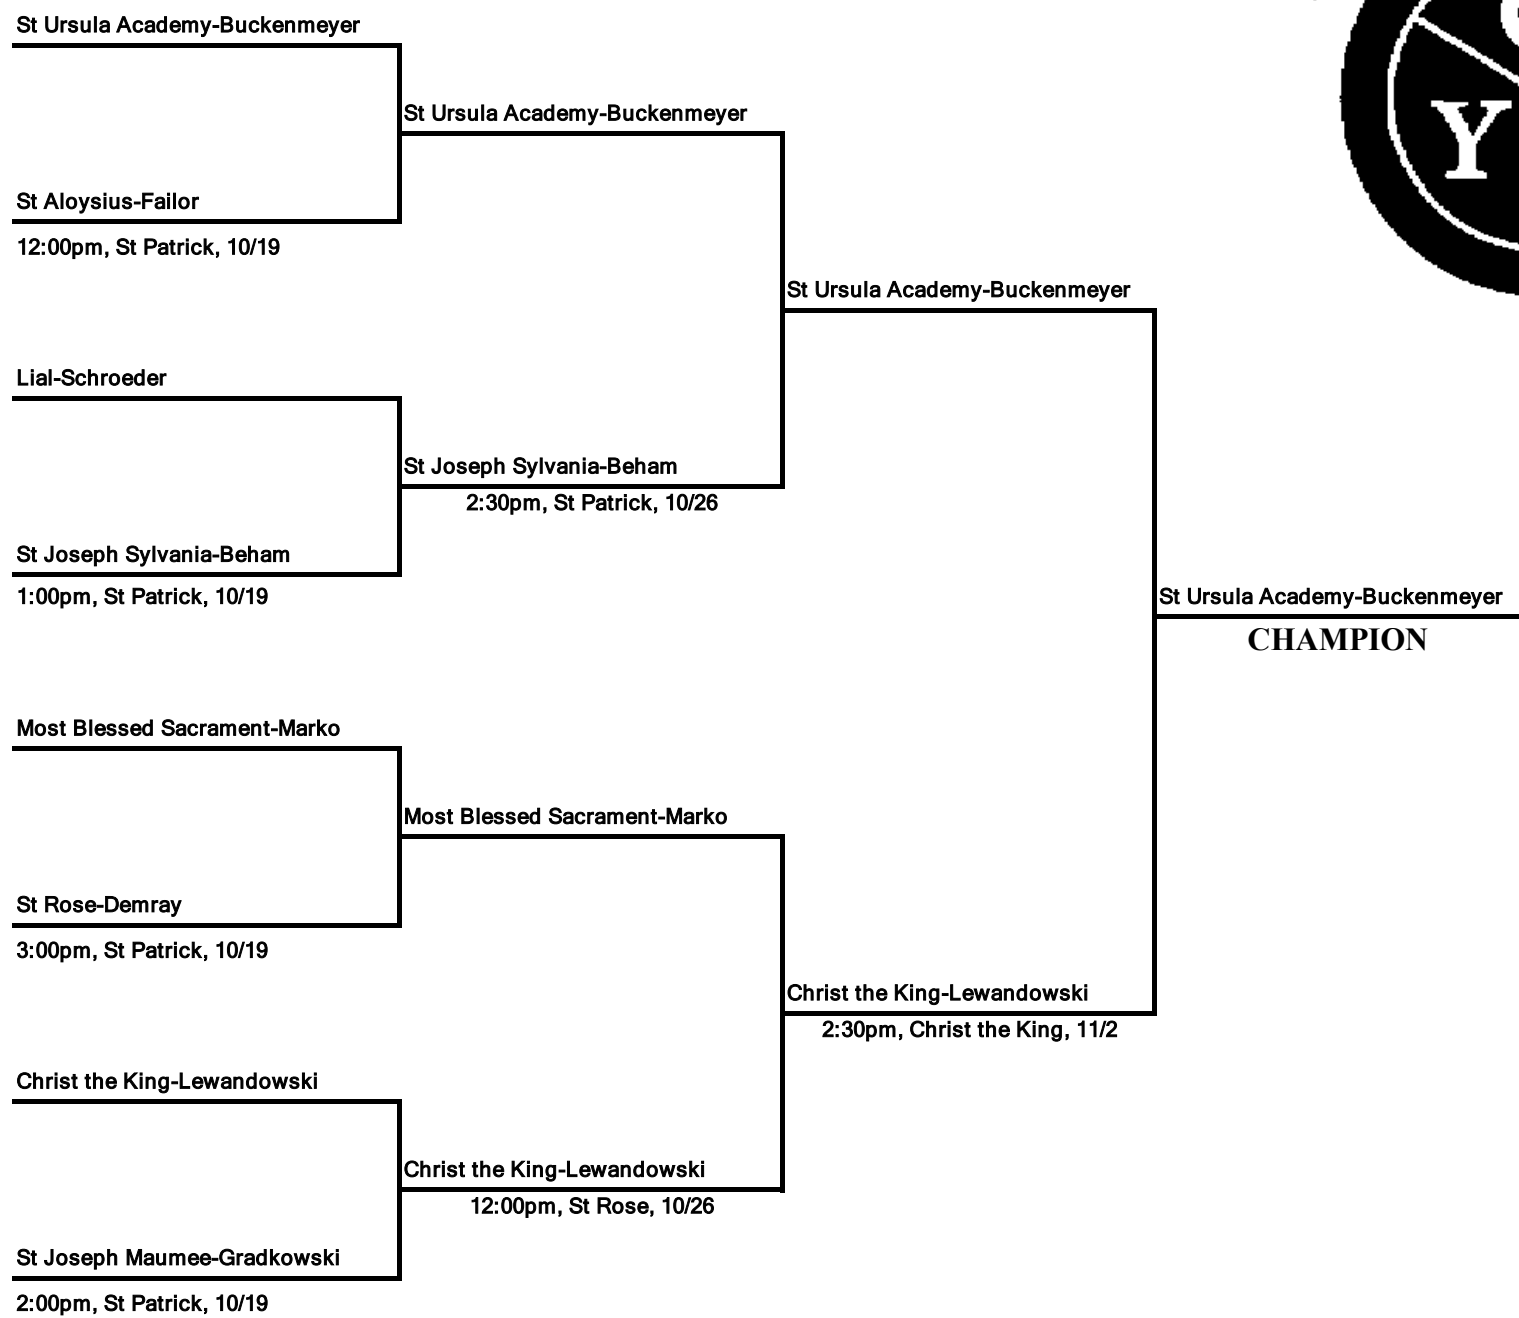 St Ursula Academy-Buckenmeyer
St Ursula Academy-Buckenmeyer
St Aloysius-Failor
12:00pm, St Patrick, 10/19
Y
St Ursula Academy-Buckenmeyer
Lial-Schroeder
St Joseph Sylvania-Beham
2:30pm, St Patrick, 10/26
St Joseph Sylvania-Beham
1:00pm, St Patrick, 10/19
St Ursula Academy-Buckenmeyer
CHAMPION
Most Blessed Sacrament-Marko
Most Blessed Sacrament-Marko
St Rose-Demray
3:00pm, St Patrick, 10/19
Christ the King-Lewandowski
2:30pm, Christ the King, 11/2
Christ the King-Lewandowski
Christ the King-Lewandowski
12:00pm, St Rose, 10/26
St Joseph Maumee-Gradkowski
2:00pm, St Patrick, 10/19